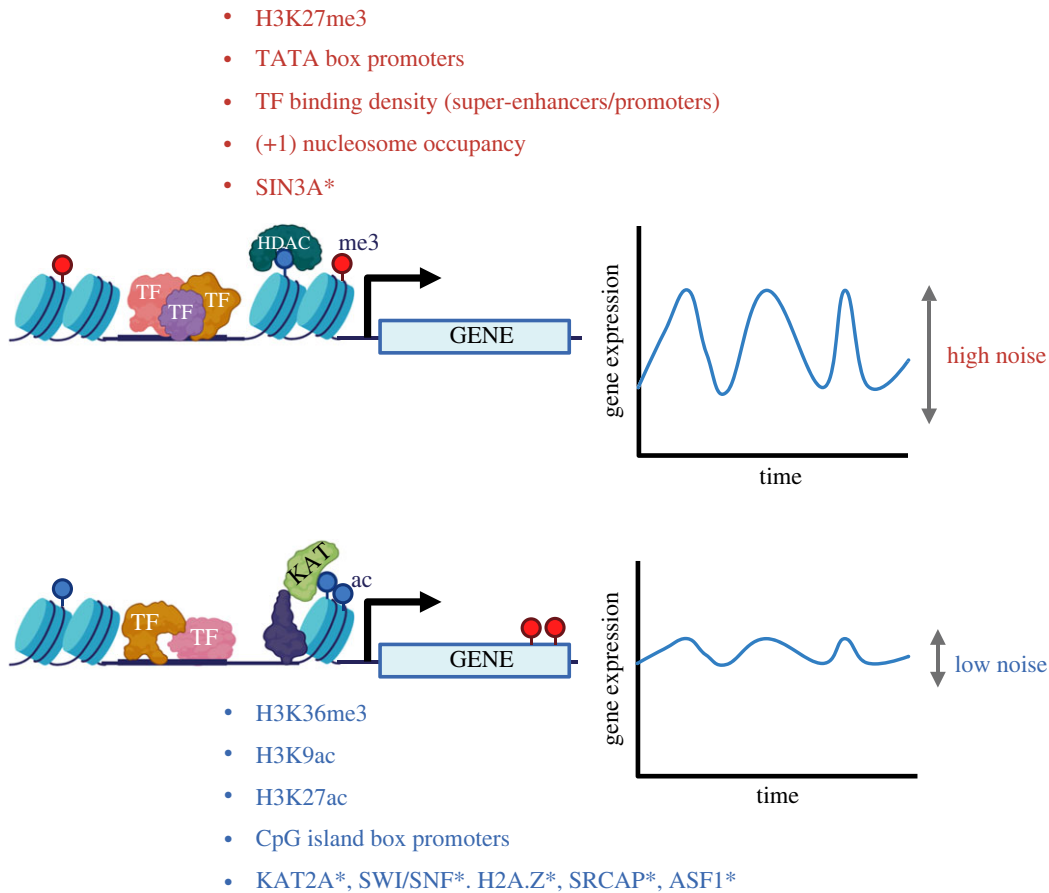 • H3K27me3
• TATA box promoters
• TF binding density (super-enhancers/promoters)
• (+1) nucleosome occupancy
• SIN3A*
HDAC
me3
TF
TF
TF
GENE
gene expression
time
high noise
KAT
ac
TF
TF
GENE
gene expression
time
low noise
• H3K36me3
• H3K9ac
• H3K27ac
• CpG island box promoters
• KAT2A*, SWI/SNF*. H2A.Z*, SRCAP*, ASF1*